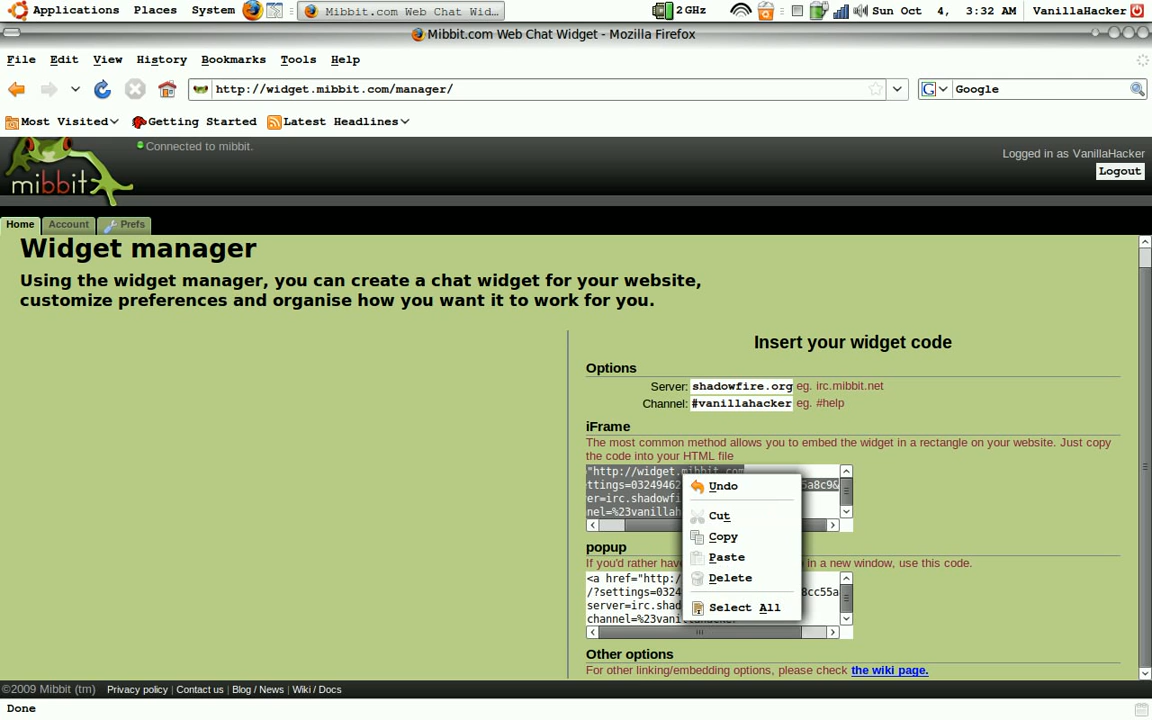 Applications Places System Mibbit.com Web Chat Wid... 2 GHz Sun Oct 4, 3:32 AM VanillaHacker
Mibbit.com Web Chat Widget - Mozilla Firefox
File Edit View History Bookmarks Tools Help
http://widget.mibbit.com/manager/ G Google
Most Visited Getting Started Latest Headlines
mibbit
Connected to mibbit.
Logged in as VanillaHacker
Logout
Home Account Prefs
Widget manager
Using the widget manager, you can create a chat widget for your website,
customize preferences and organise how you want it to work for you.
Insert your widget code
Options
Server: shadowfire.org eg. irc.mibbit.net
Channel: #vanillahacker eg. #help
iFrame
The most common method allows you to embed the widget in a rectangle on your website. Just copy
the code into your HTML file
"http://widget.mibbit.com
ttings=0324946 5a8c9&
er=irc.shadowfi
nel=%23vanillah
Undo
Cut
Copy
Paste
Delete
Select All
popup
If you'd rather hav in a new window, use this code.
<a href="http:/
/?settings=0324 8cc55a
server=irc.shad
channel=%23vani
Other options
For other linking/embedding options, please check the wiki page.
©2009 Mibbit (tm) Privacy policy | Contact us | Blog / News | Wiki / Docs
Done